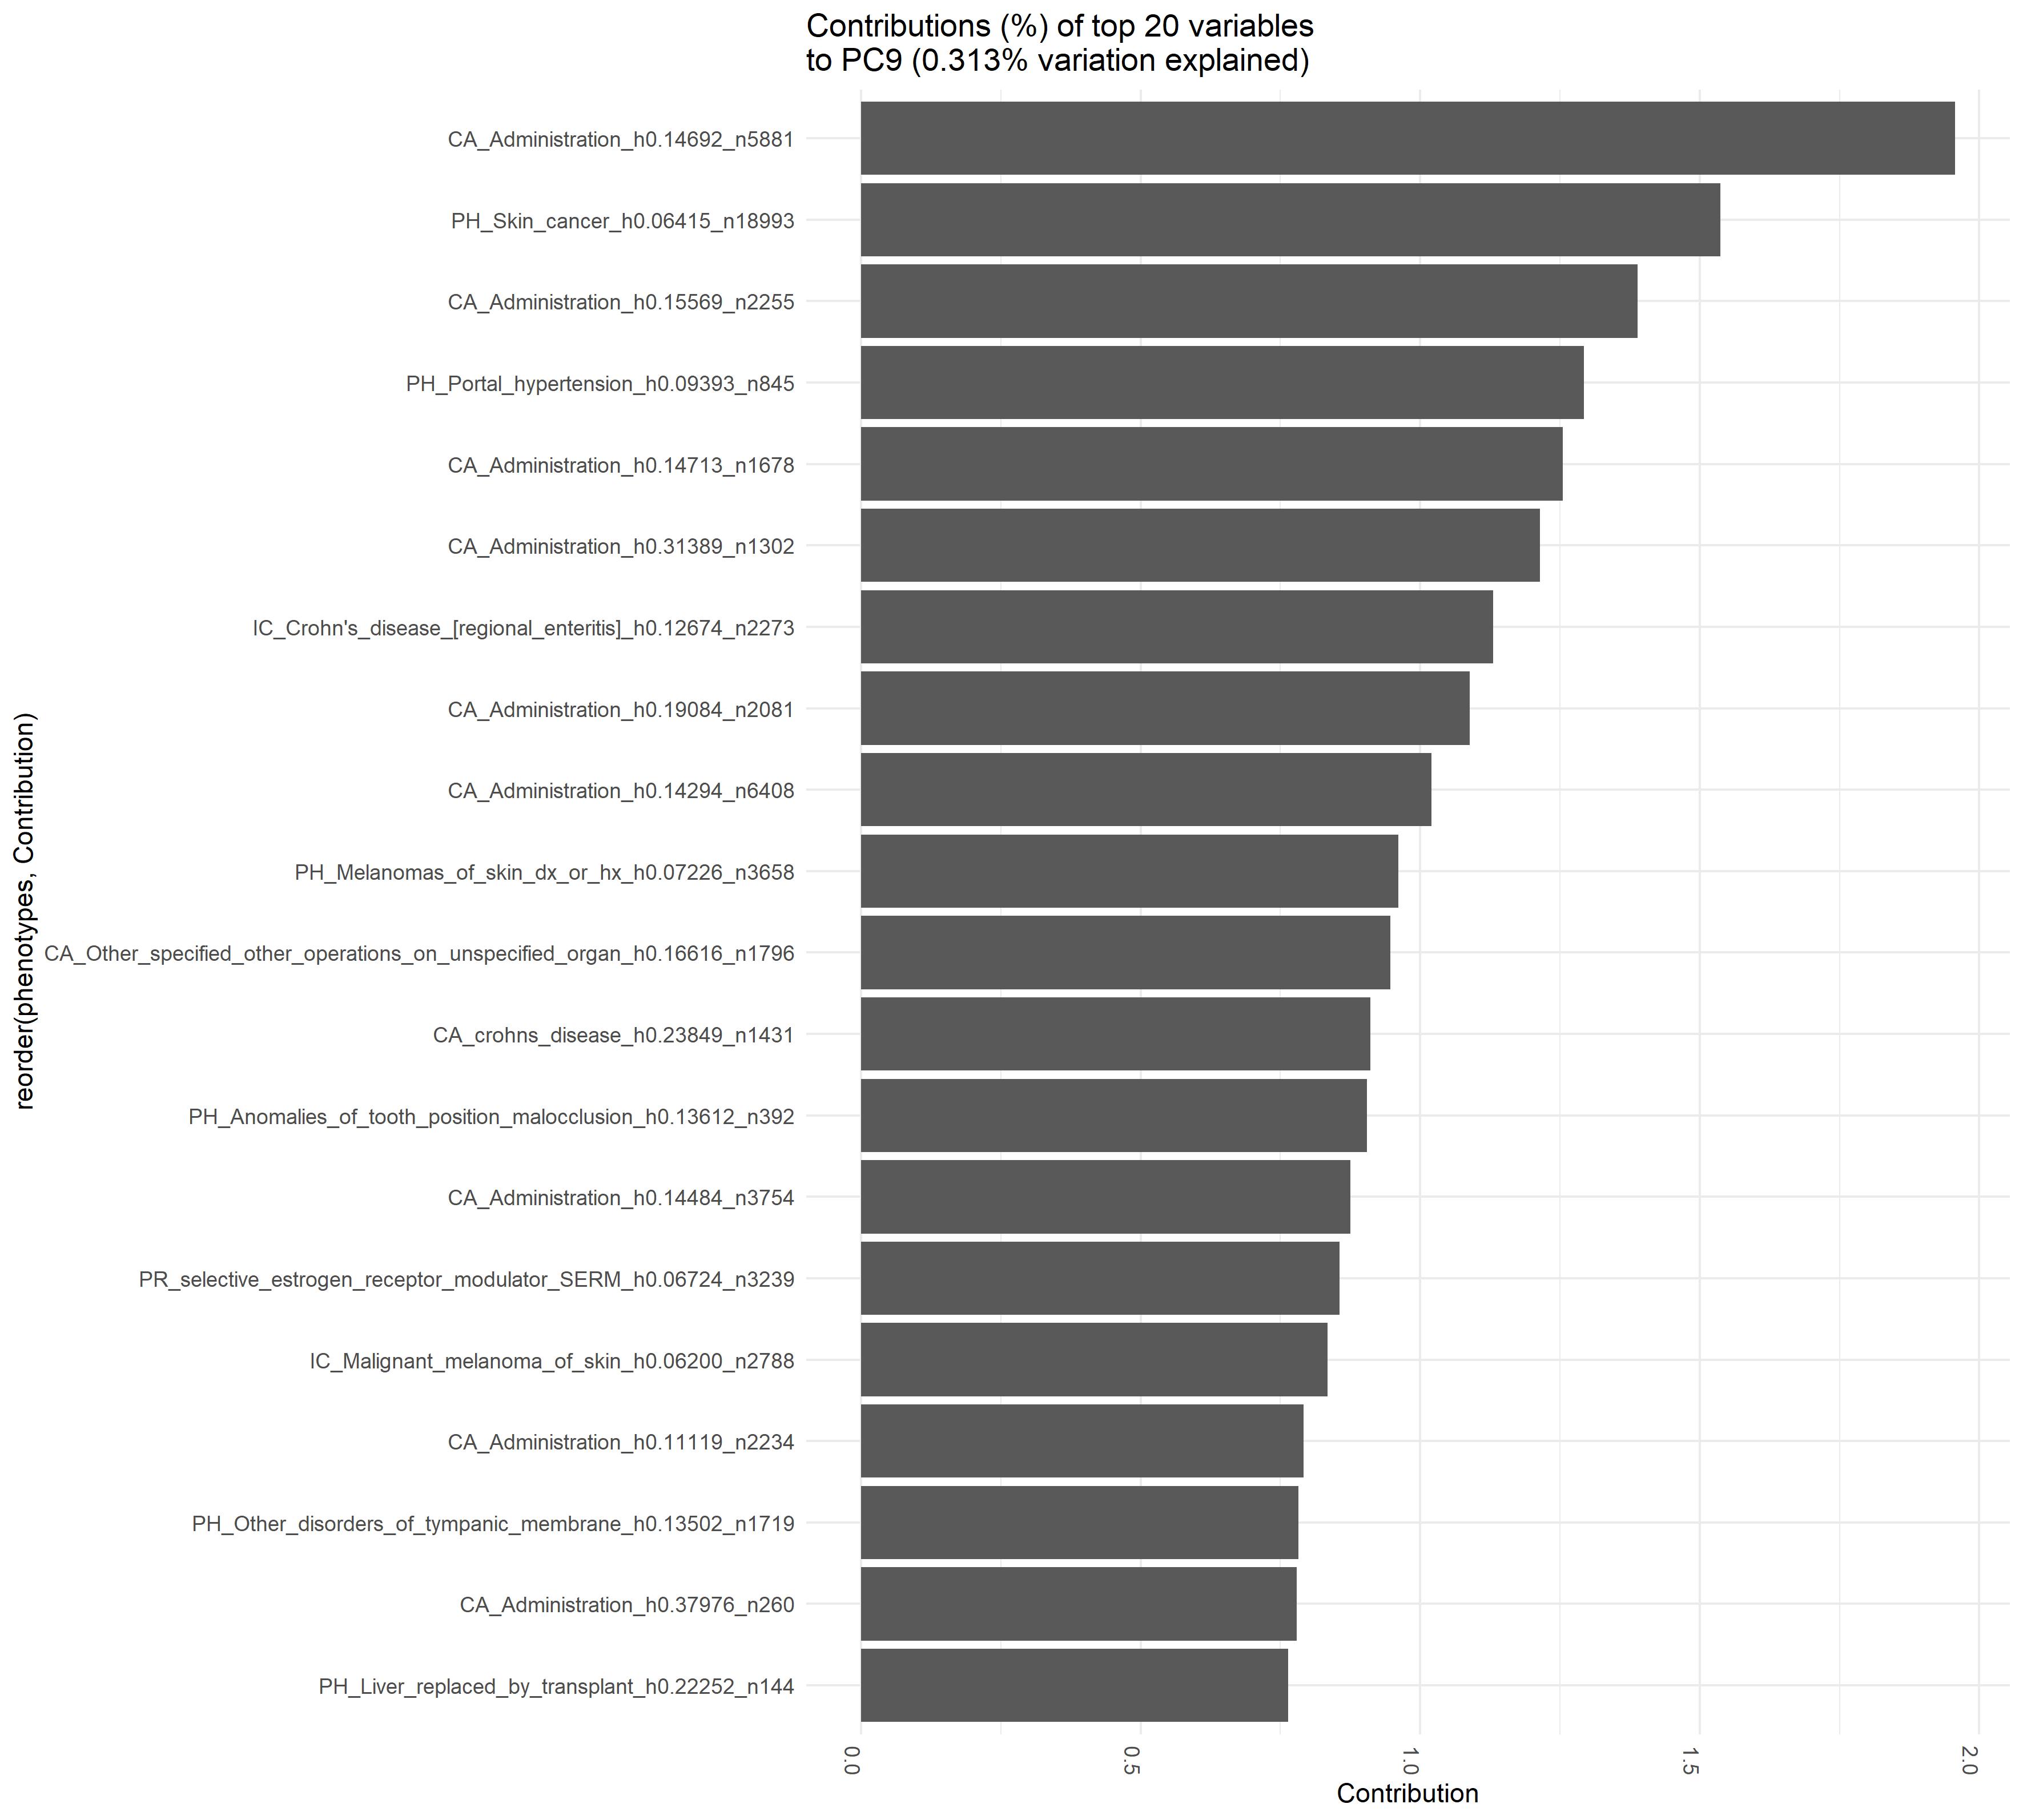 Contributions (%) of top 20 variables
to PC9 (0.313% variation explained)
CA_Administration_h0.14692_n5881
PH_Skin_cancer_h0.06415_n18993
CA_Administration_h0.15569_n2255
PH_Portal_hypertension_h0.09393_n845
CA_Administration_h0.14713_n1678
CA_Administration_h0.31389_n1302
IC_Crohn's_disease_[regional_enteritis]_h0.12674_n2273
CA_Administration_h0.19084_n2081
CA_Administration_h0.14294_n6408
PH_Melanomas_of_skin_dx_or_hx_h0.07226_n3658
CA_Other_specified_other_operations_on_unspecified_organ_h0.16616_n1796
CA_crohns_disease_h0.23849_n1431
PH_Anomalies_of_tooth_position_malocclusion_h0.13612_n392
CA_Administration_h0.14484_n3754
PR_selective_estrogen_receptor_modulator_SERM_h0.06724_n3239
IC_Malignant_melanoma_of_skin_h0.06200_n2788
CA_Administration_h0.11119_n2234
PH_Other_disorders_of_tympanic_membrane_h0.13502_n1719
CA_Administration_h0.37976_n260
PH_Liver_replaced_by_transplant_h0.22252_n144
reorder(phenotypes, Contribution)
0.0
0.5
1.0
1.5
2.0
Contribution